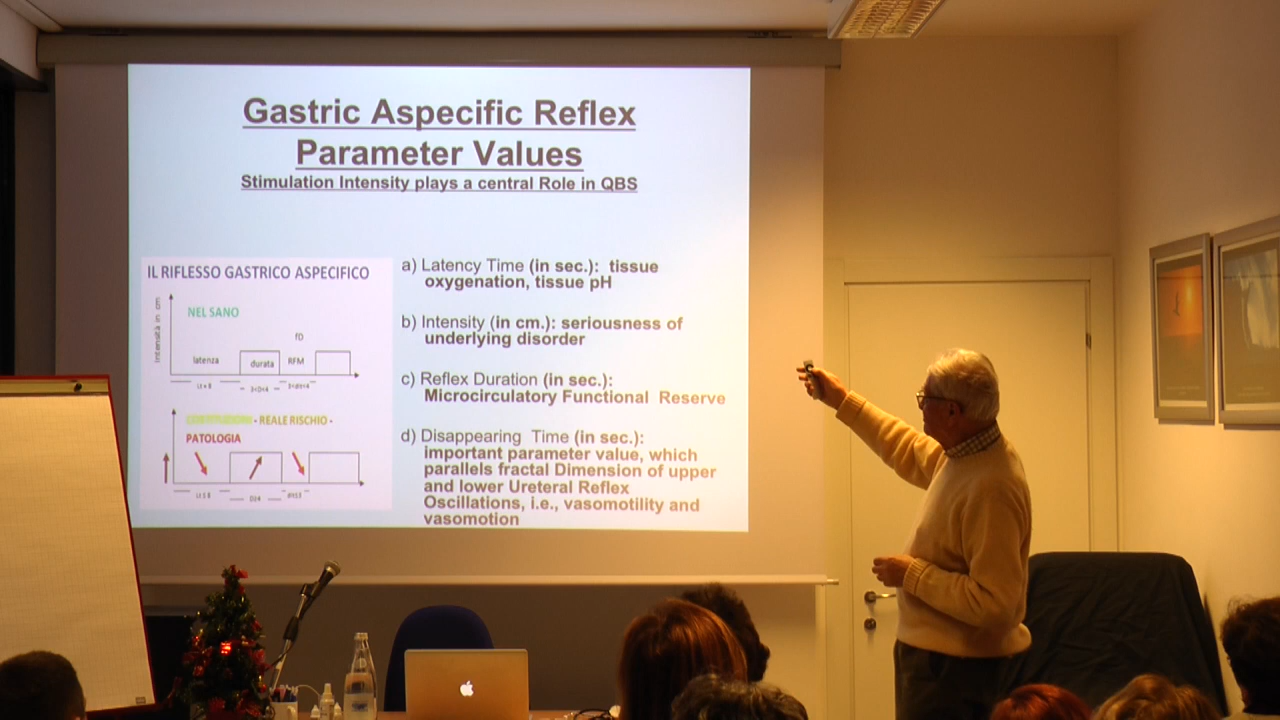 Gastric Aspecific Reflex
Parameter Values
Stimulation Intensity plays a central Role in QBS
IL RIFLESSO GASTRICO ASPECIFICO
Intensità in cm
NEL SANO
fD
latenza
durata
RFM
- REALE RISCHIO -
PATOLOGIA
a) Latency Time (in sec.): tissue
oxygenation, tissue pH
b) Intensity (in cm.): seriousness of
underlying disorder
c) Reflex Duration (in sec.):
Microcirculatory Functional Reserve
d) Disappearing Time (in sec.):
important parameter value, which
parallels fractal Dimension of upper
and lower Ureteral Reflex
Oscillations, i.e., vasomotility and
vasomotion